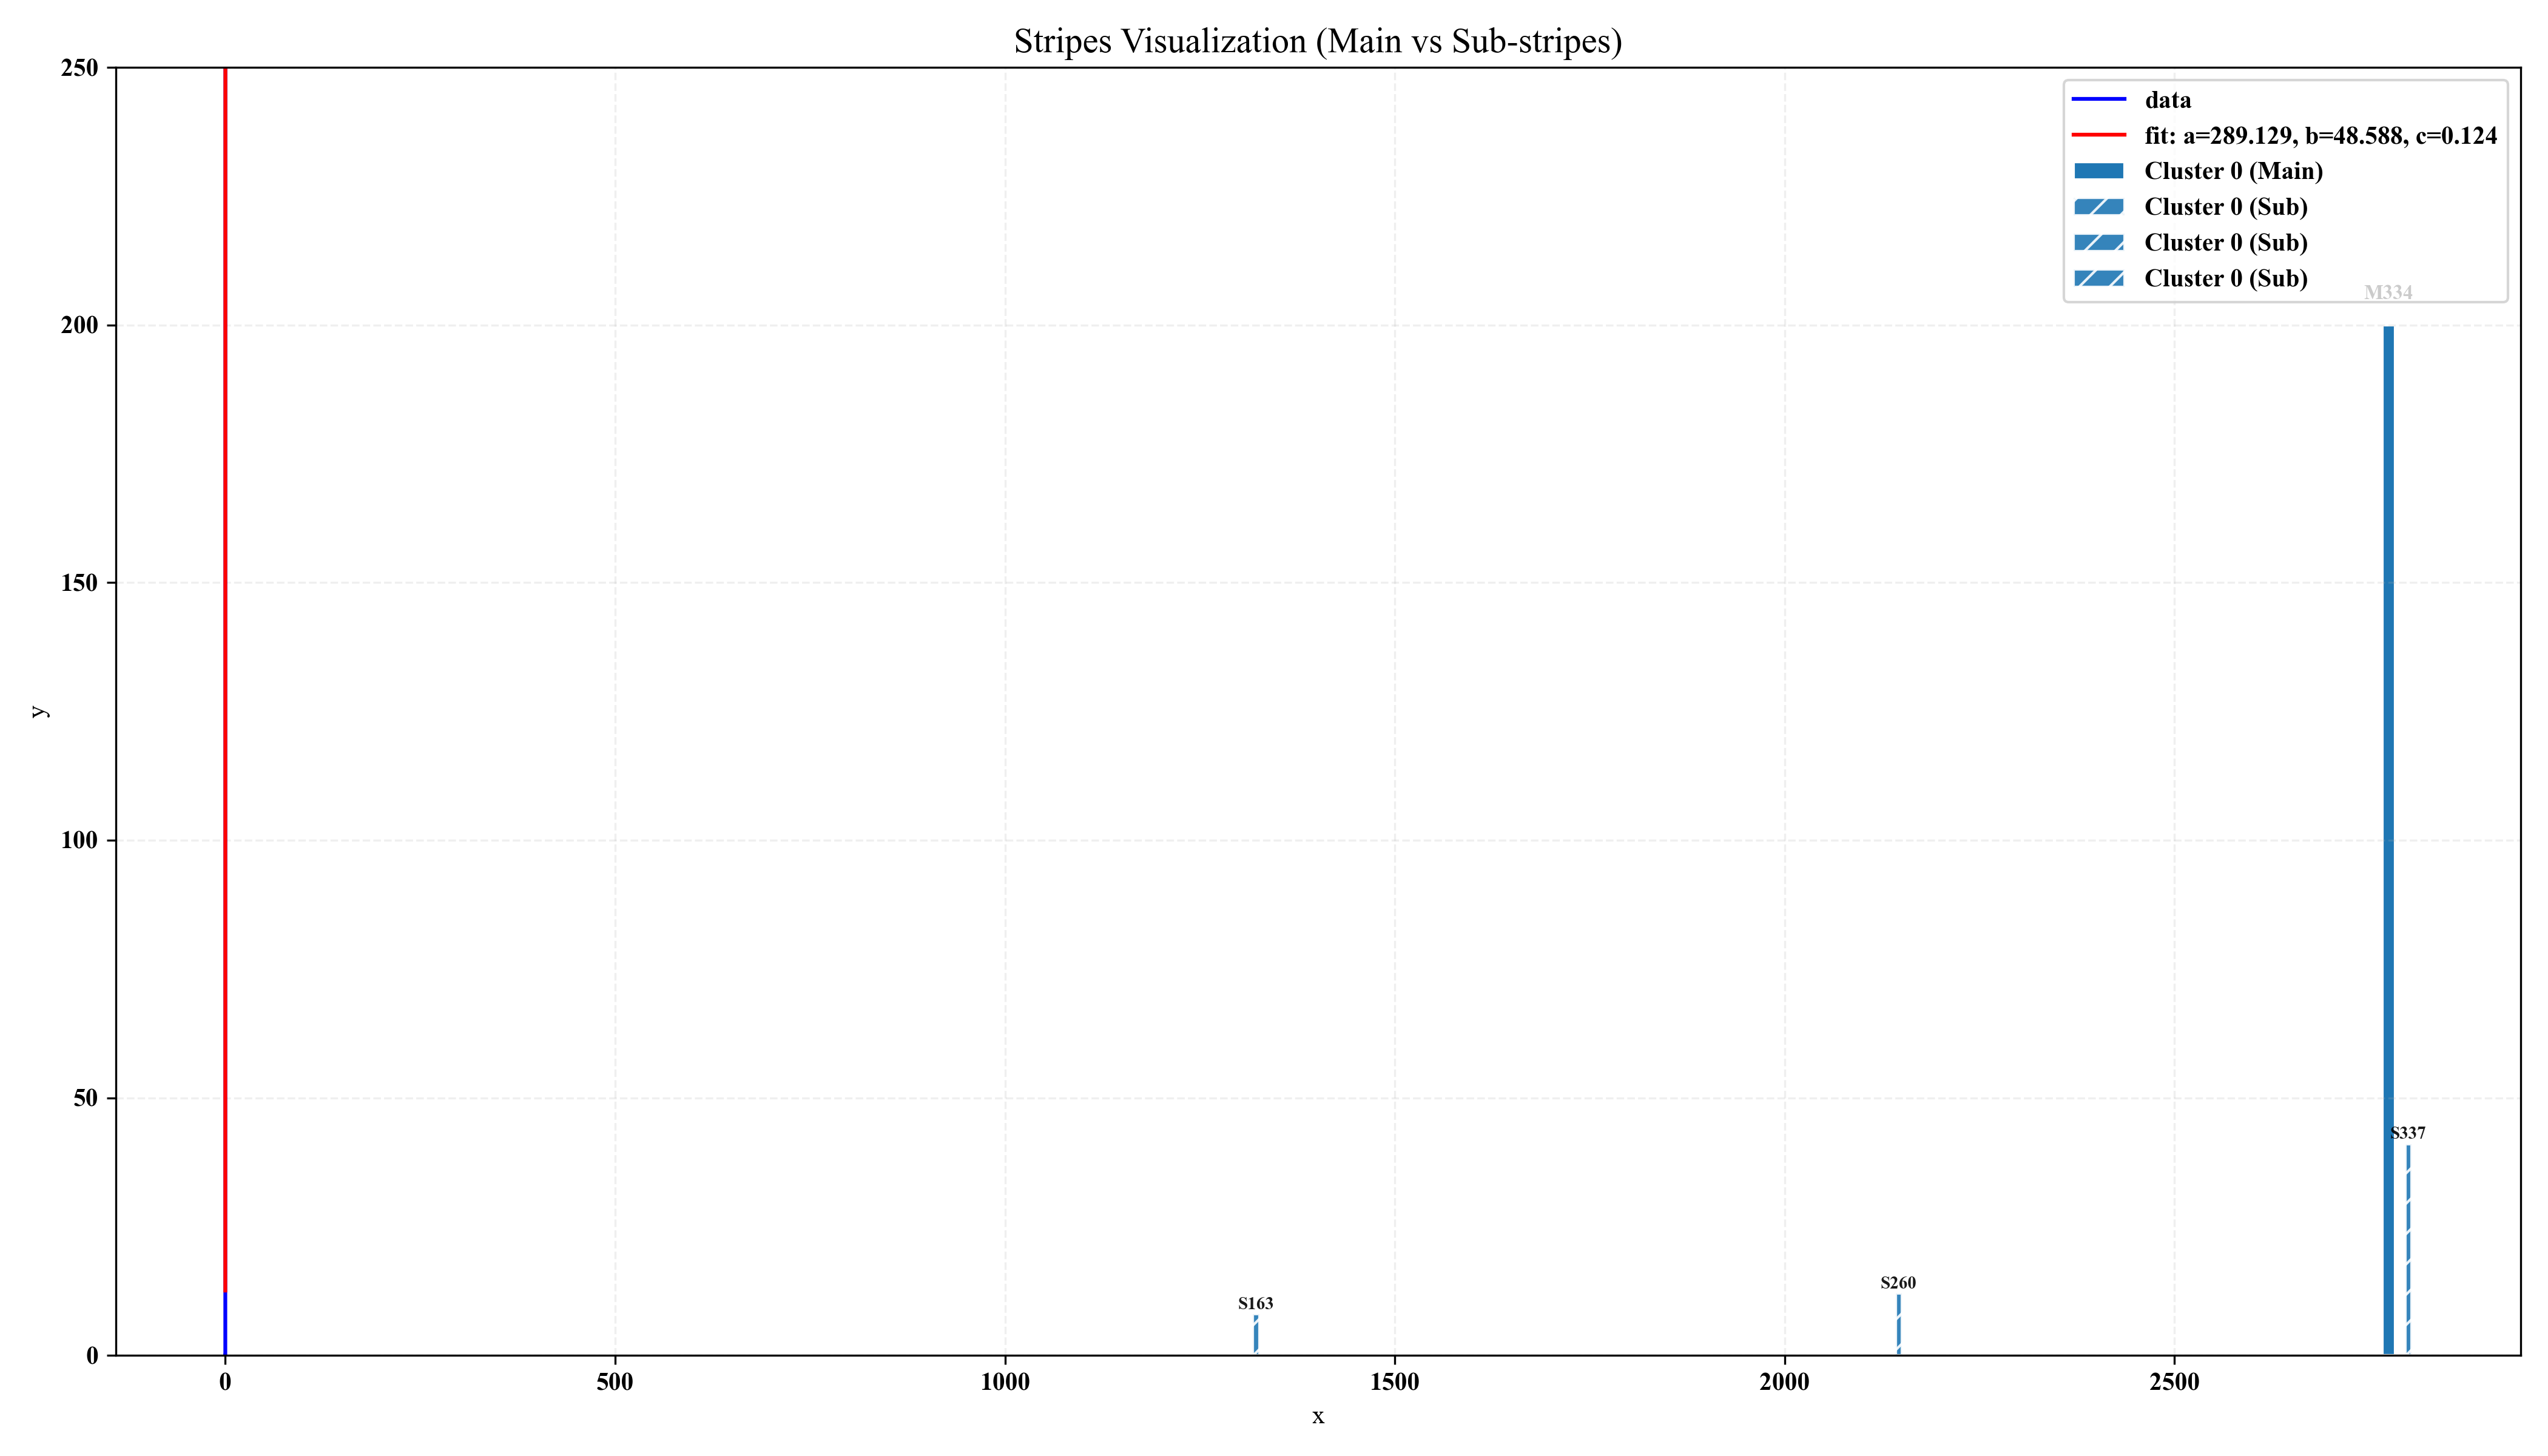 Stripes Visualization (Main vs Sub-stripes)
data
fit: a=289.129, b=48.588, c=0.124
Cluster 0 (Main)
Cluster 0 (Sub)
Cluster 0 (Sub)
Cluster 0 (Sub)
M334
250
200
150
100
50
0
y
S337
S260
S163
0
500
1000
1500
2000
2500
x